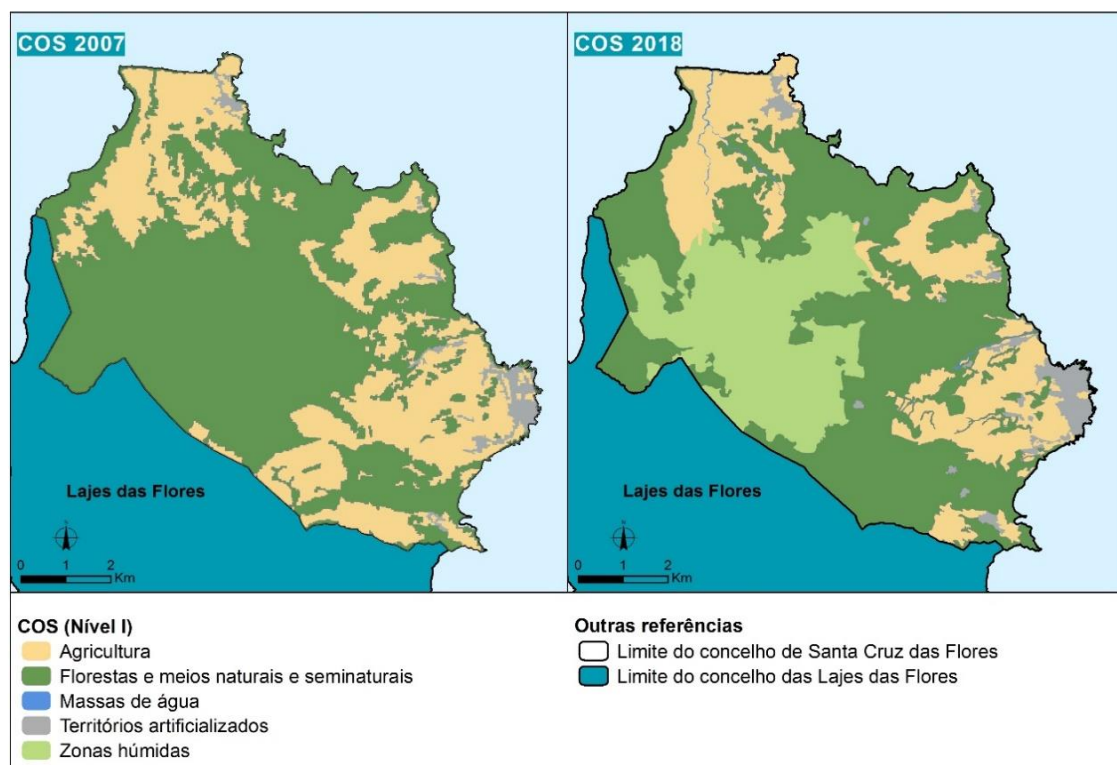 COS 2007
COS 2018
Lajes das Flores
Lajes das Flores
N
N
0 1 2
Km
0 1 2
Km
COS (Nível I)
Agricultura
Florestas e meios naturais e seminaturais
Massas de água
Territórios artificializados
Zonas húmidas
Outras referências
Limite do concelho de Santa Cruz das Flores
Limite do concelho das Lajes das Flores